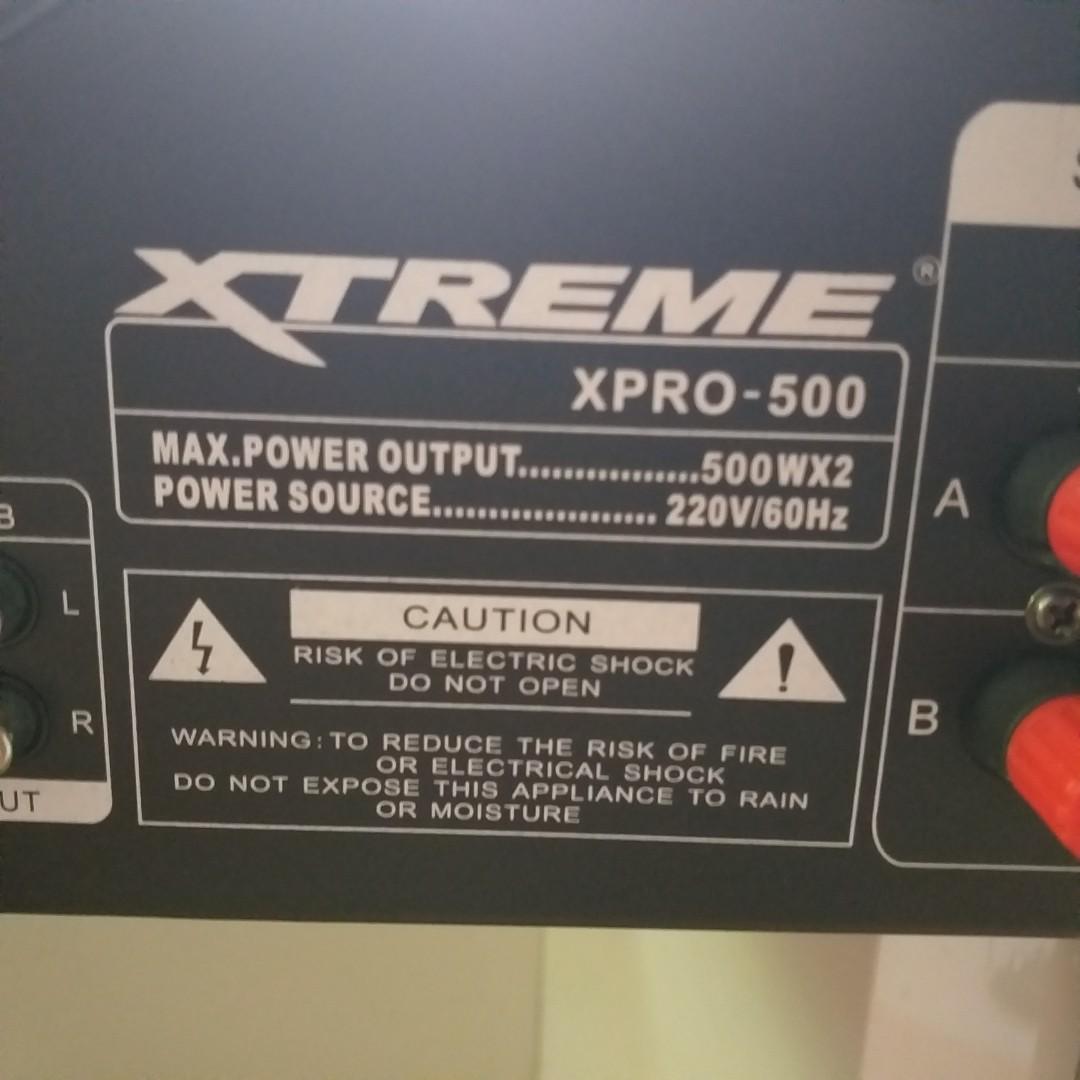 XTREME ®
XPRO-500
MAX.POWER OUTPUT.................500WX2
POWER SOURCE.................... 220V/60Hz
B
L
R
UT
CAUTION
RISK OF ELECTRIC SHOCK
DO NOT OPEN
WARNING: TO REDUCE THE RISK OF FIRE
OR ELECTRICAL SHOCK
DO NOT EXPOSE THIS APPLIANCE TO RAIN
OR MOISTURE
A
B